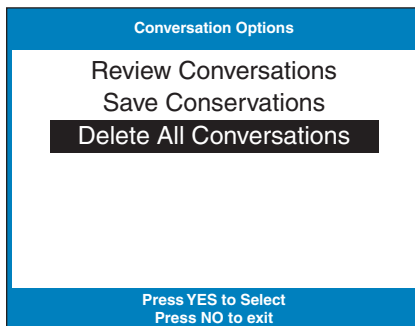 Conversation Options
Review Conversations
Save Conservations
Delete All Conversations
Press YES to Select
Press NO to exit